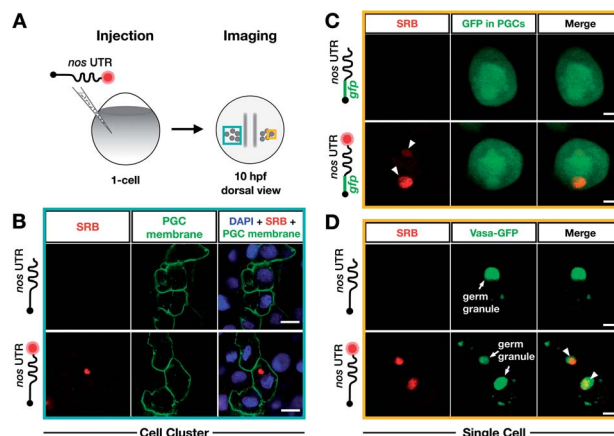 A
Injection
Imaging
nos UTR
1-cell
10 hpf
dorsal view
B
SRB
PGC
membrane
DAPI + SRB +
PGC membrane
nos UTR
nos UTR
Cell Cluster
C
SRB
GFP in PGCs
Merge
nos UTR
gfp
nos UTR
gfp
D
SRB
Vasa-GFP
Merge
nos UTR
germ
granule
nos UTR
germ
granule
Single Cell